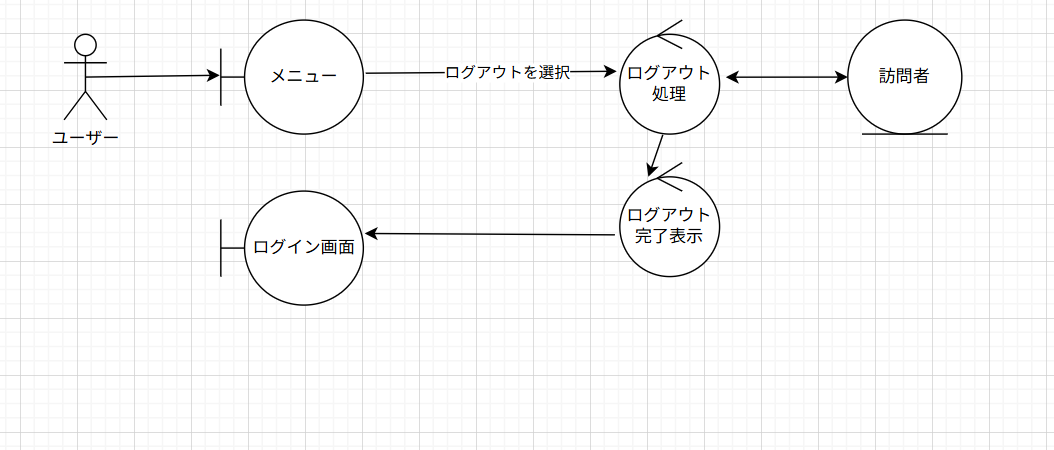 メニュー
ログアウトを選択
ログアウト
処理
訪問者
ユーザー
ログイン画面
ログアウト
完了表示